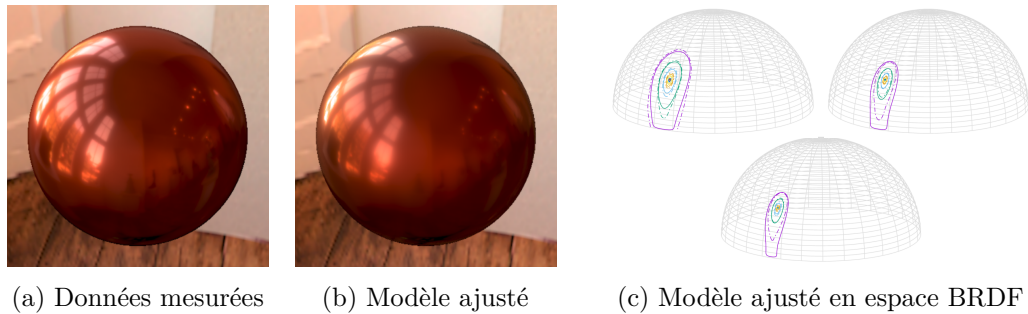 (a) Données mesurées
(b) Modèle ajusté
(c) Modèle ajusté en espace BRDF